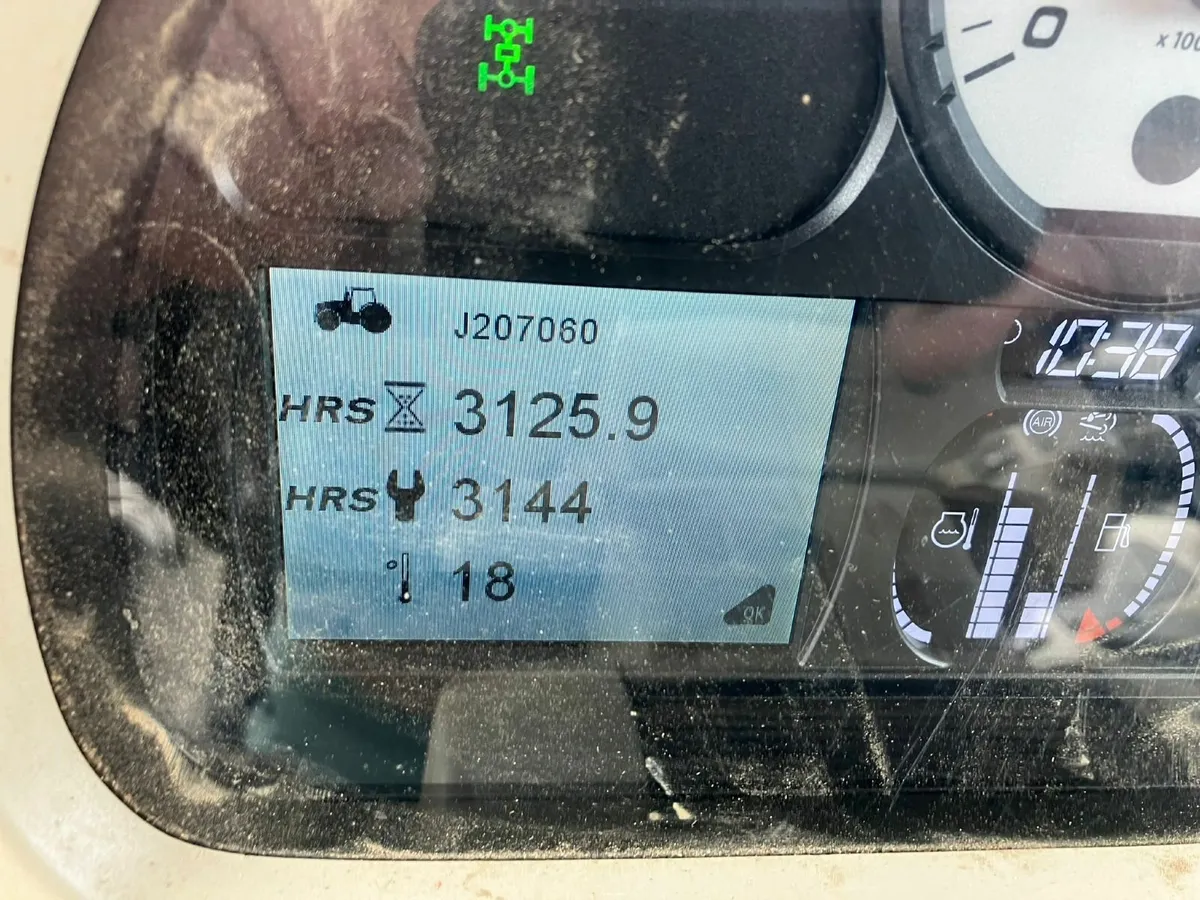 0
x 100
J207060
10:38
HRS 3125.9
AIR
HRS 3144
° 18
OK